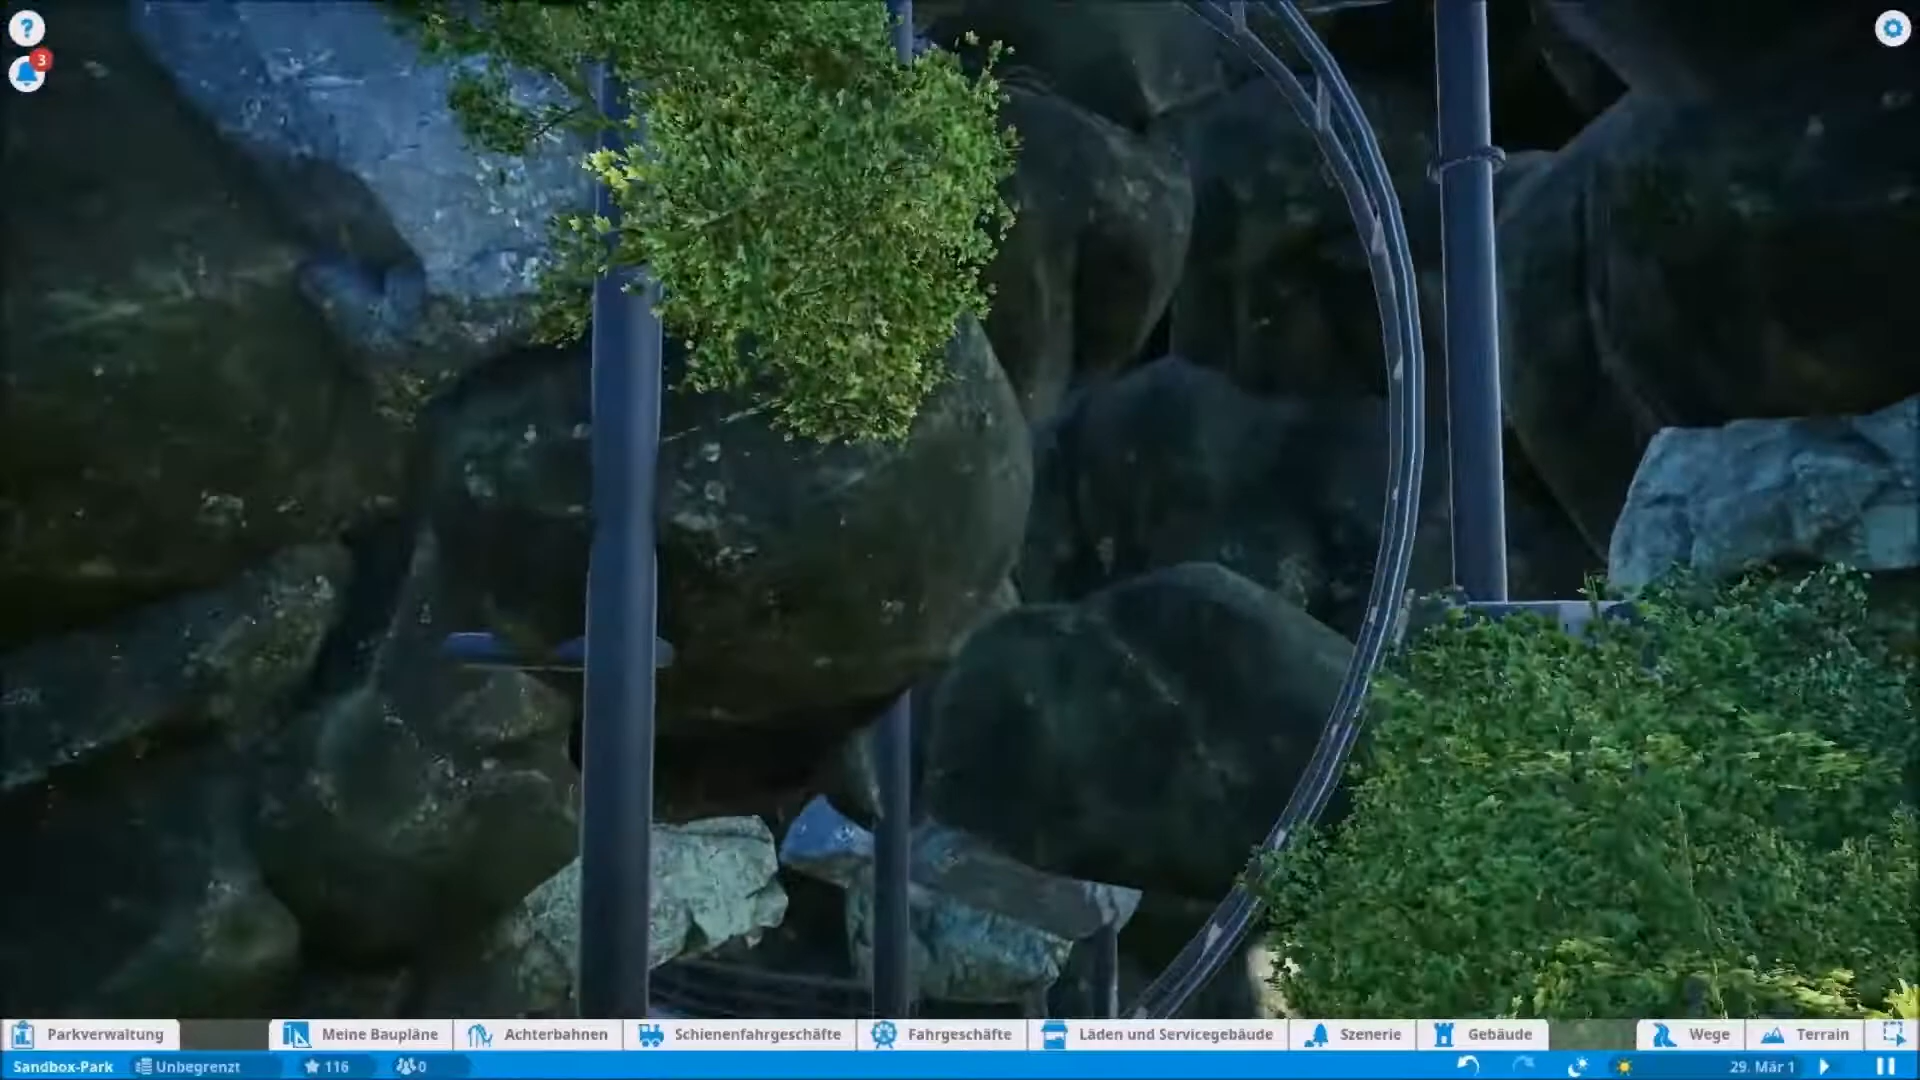 ?
3
Parkverwaltung Meine Baupläne Achterbahnen Schienenfahrgeschäfte Fahrgeschäfte Läden und Servicegebäude Szenerie Gebäude Wege Terrain
Sandbox-Park Unbegrenzt 116 0 29. Mär 1